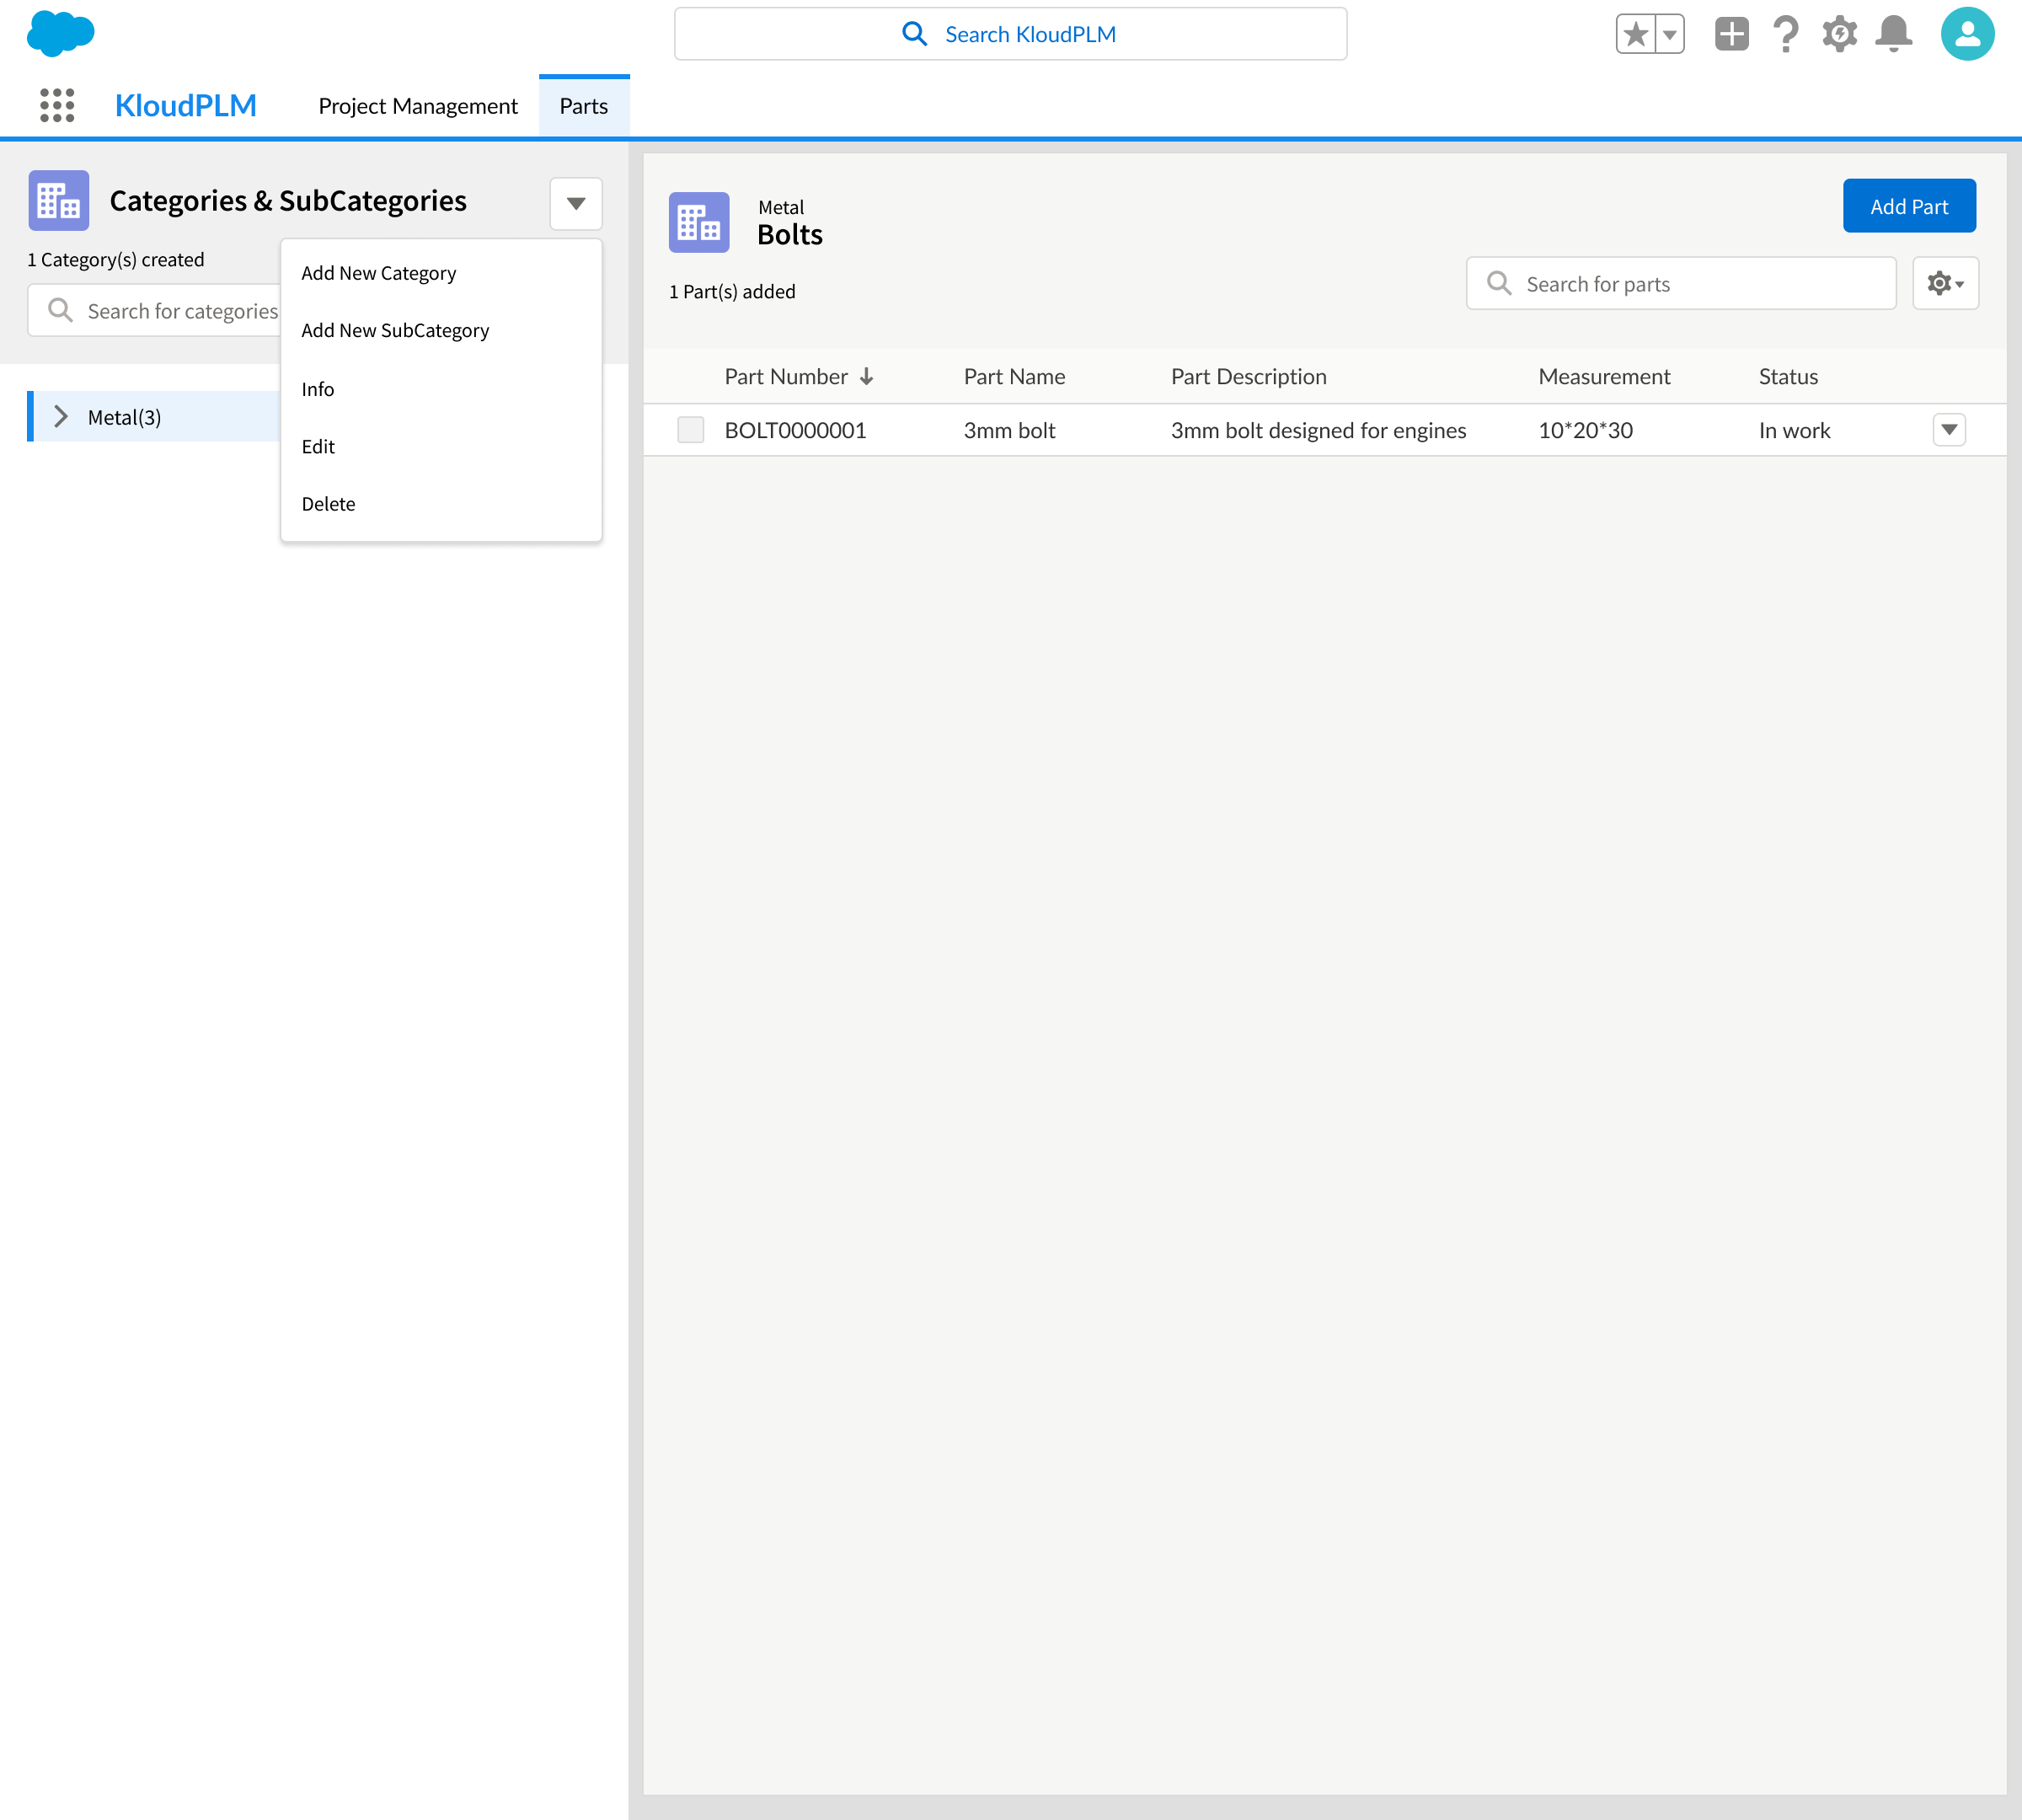 Search KloudPLM
KloudPLM
Project Management
Parts
Categories & SubCategories
1 Category(s) created
Search for categories
Add New Category
Add New SubCategory
Info
Edit
Delete
Metal(3)
Metal
Bolts
1 Part(s) added
Add Part
Search for parts
Part Number Part Name Part Description Measurement Status
BOLT0000001 3mm bolt 3mm bolt designed for engines 10*20*30 In work